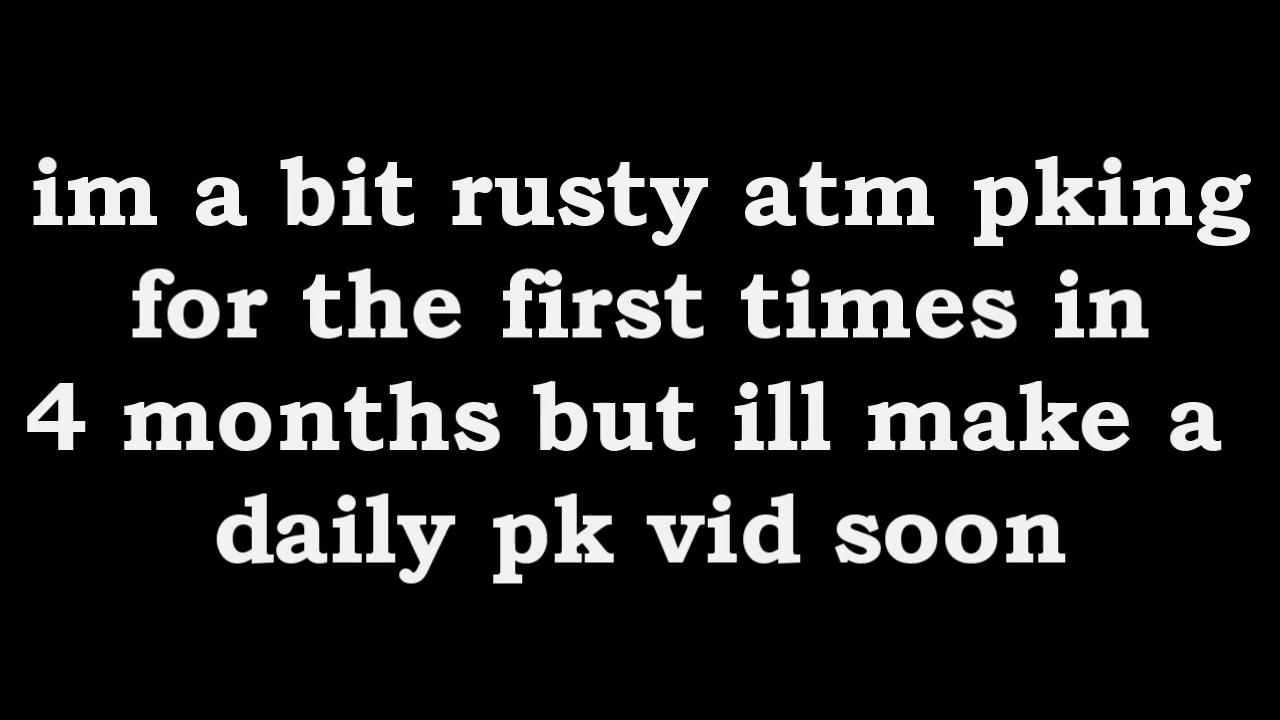 im a bit rusty atm pking
for the first times in
4 months but ill make a
daily pk vid soon